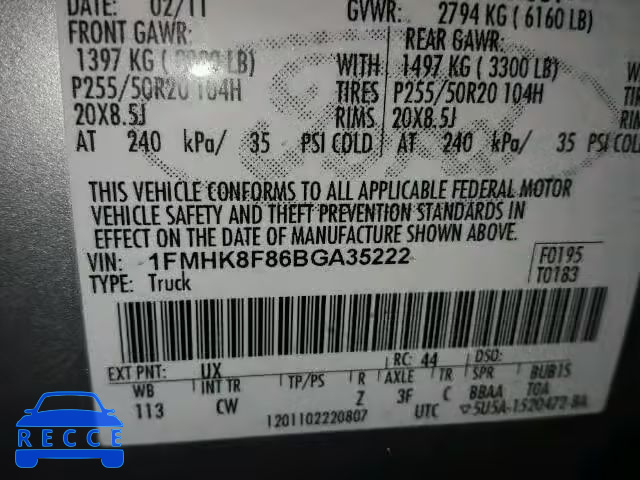 DATE: 02/11
GVWR: 2794 KG ( 6160 LB)
FRONT GAWR:
REAR GAWR:
1397 KG ( LB)
WITH 1497 KG ( 3300 LB)
WITH
P255/50R20 104H
TIRES P255/50R20 104H
20X8.5J
RIMS 20X8.5J
AT 240 kPa/ 35 PSI COLD
AT 240 kPa/ 35 PSI COLD
THIS VEHICLE CONFORMS TO ALL APPLICABLE FEDERAL MOTOR
VEHICLE SAFETY AND THEFT PREVENTION STANDARDS IN
EFFECT ON THE DATE OF MANUFACTURE SHOWN ABOVE.
VIN: 1FMHK8F86BGA35222
F0195
TYPE: Truck
T0183
EXT PNT: UX RC: 44 DSO:
WB INT TR TP/PS R AXLE TR SPR BUB15
113 CW Z 3F C BBAA TGA
1201102220807 UTC 5U5A-1520472-BA
RECCE